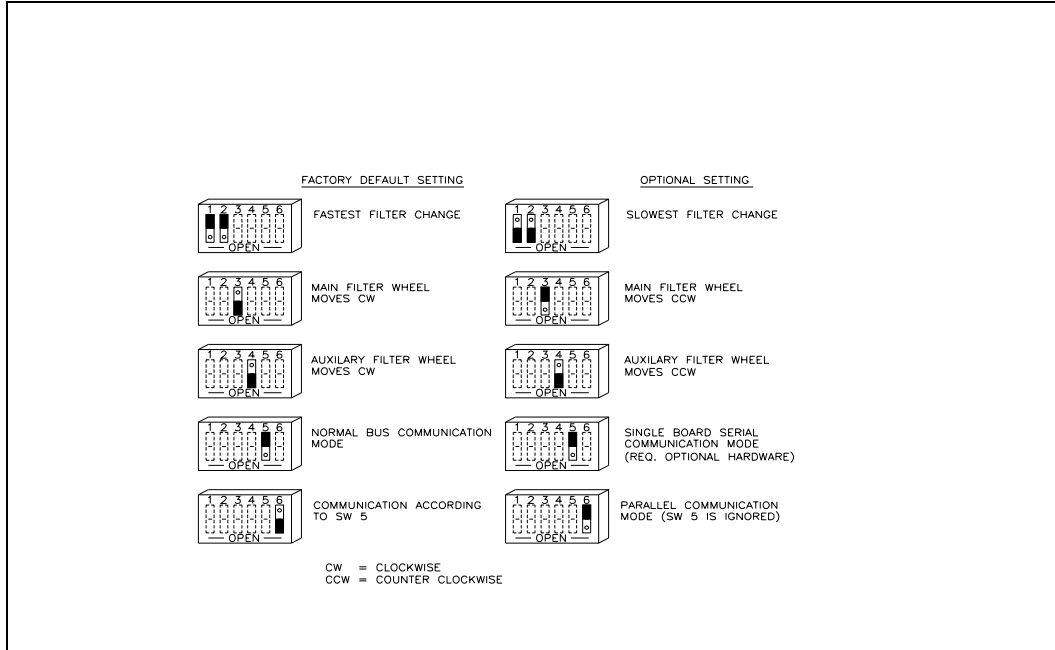 FACTORY DEFAULT SETTING
OPTIONAL SETTING
1 2 3 4 5 6
OPEN
FASTEST FILTER CHANGE
1 2 3 4 5 6
OPEN
SLOWEST FILTER CHANGE
1 2 3 4 5 6
OPEN
MAIN FILTER WHEEL
MOVES CW
1 2 3 4 5 6
OPEN
MAIN FILTER WHEEL
MOVES CCW
1 2 3 4 5 6
OPEN
AUXILARY FILTER WHEEL
MOVES CW
1 2 3 4 5 6
OPEN
AUXILARY FILTER WHEEL
MOVES CCW
1 2 3 4 5 6
OPEN
NORMAL BUS COMMUNICATION
MODE
1 2 3 4 5 6
OPEN
SINGLE BOARD SERIAL
COMMUNICATION MODE
(REQ. OPTIONAL HARDWARE)
1 2 3 4 5 6
OPEN
COMMUNICATION ACCORDING
TO SW 5
1 2 3 4 5 6
OPEN
PARALLEL COMMUNICATION
MODE (SW 5 IS IGNORED)
CW = CLOCKWISE
CCW = COUNTER CLOCKWISE